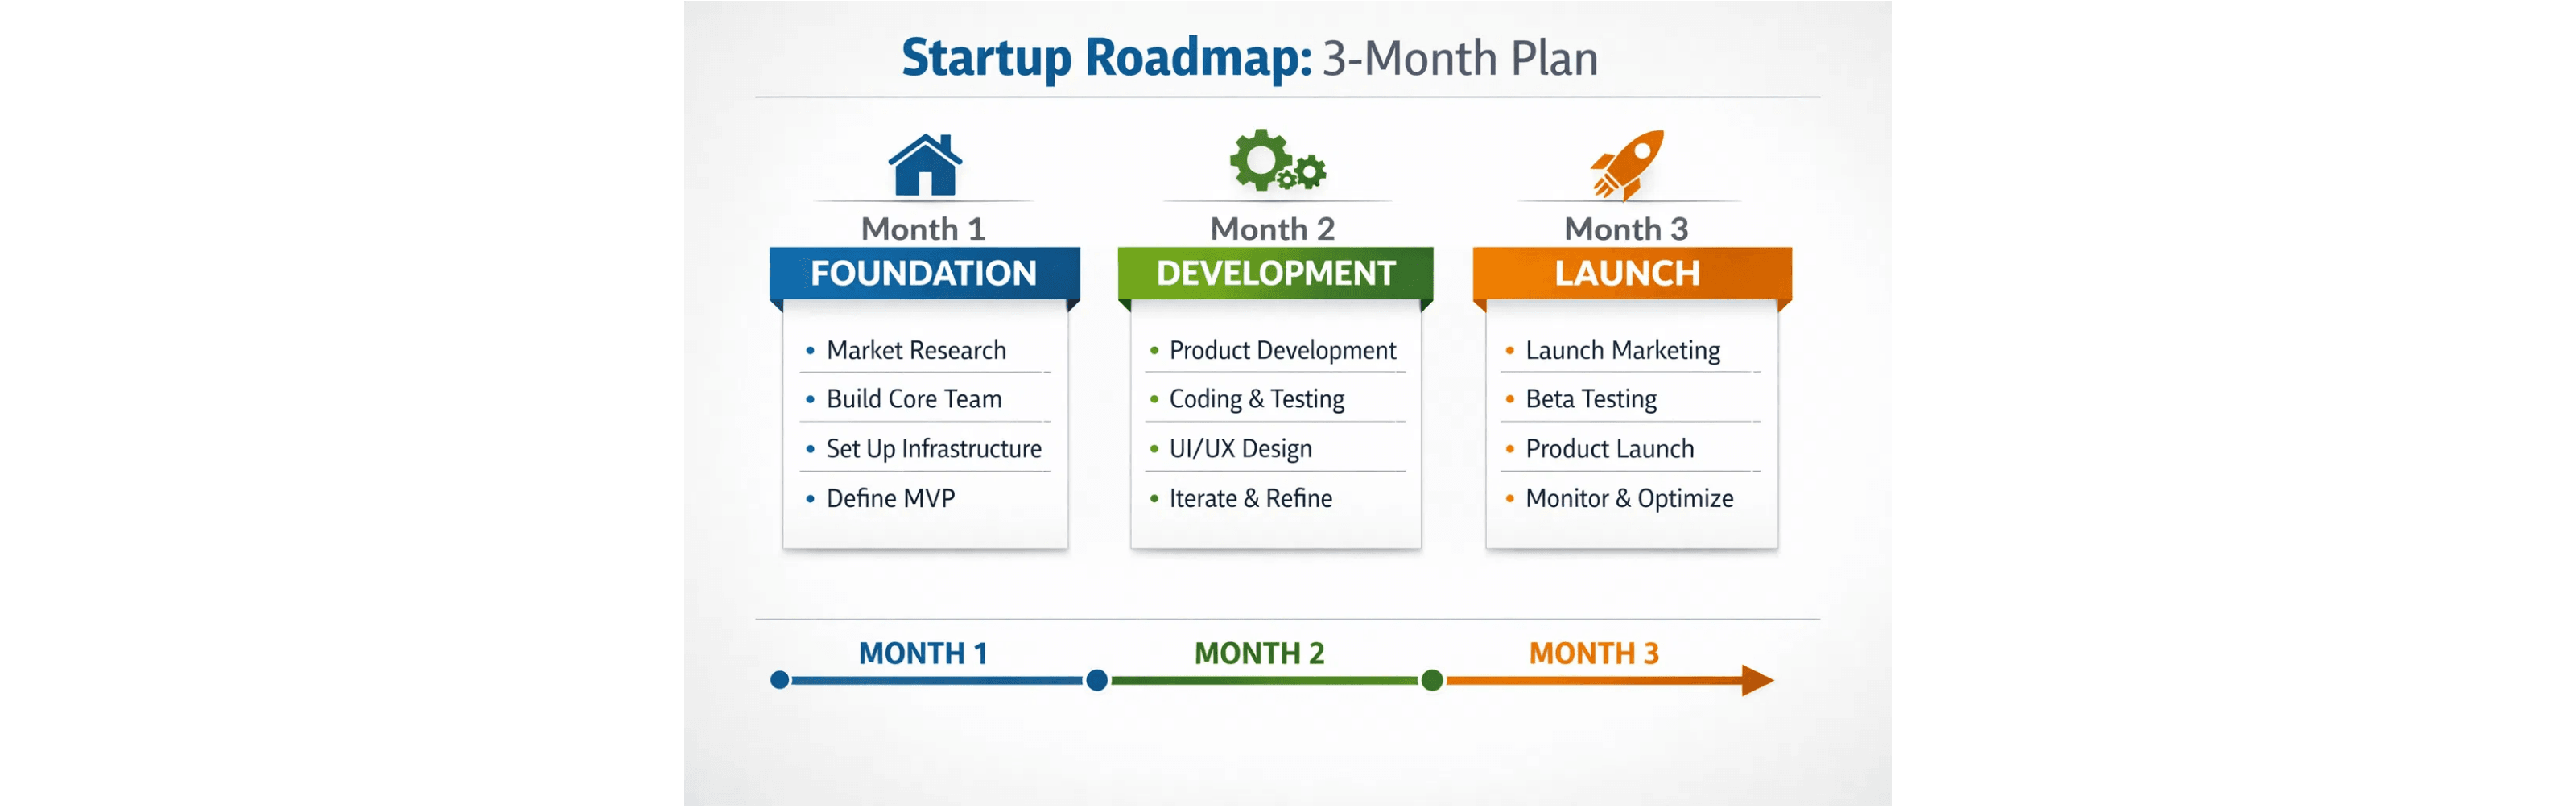 Startup Roadmap: 3-Month Plan
Month 1
FOUNDATION
• Market Research
• Build Core Team
• Set Up Infrastructure
• Define MVP
Month 2
DEVELOPMENT
• Product Development
• Coding & Testing
• UI/UX Design
• Iterate & Refine
Month 3
LAUNCH
• Launch Marketing
• Beta Testing
• Product Launch
• Monitor & Optimize
MONTH 1
MONTH 2
MONTH 3